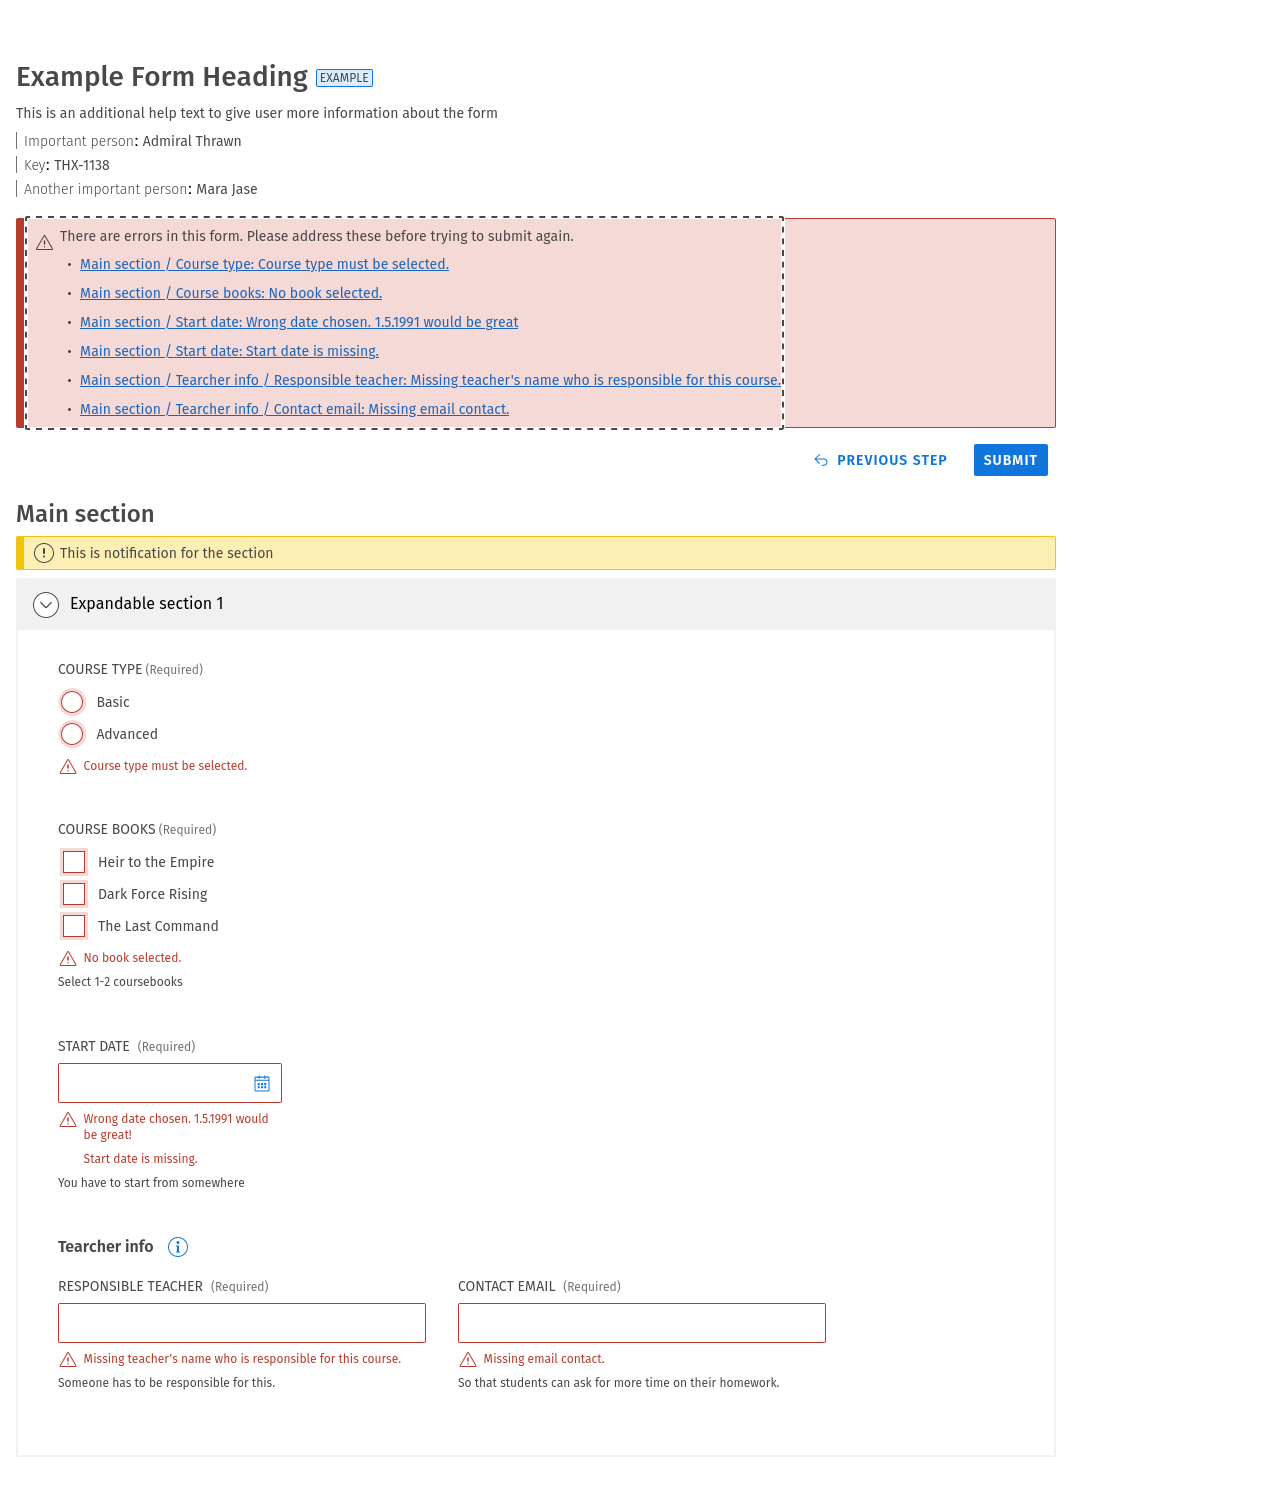 Example Form Heading EXAMPLE
This is an additional help text to give user more information about the form
Important person: Admiral Thrawn
Key: THX-1138
Another important person: Mara Jase
There are errors in this form. Please address these before trying to submit again.
• Main section / Course type: Course type must be selected.
• Main section / Course books: No book selected.
• Main section / Start date: Wrong date chosen. 1.5.1991 would be great
• Main section / Start date: Start date is missing.
• Main section / Tearcher info / Responsible teacher: Missing teacher's name who is responsible for this course.
• Main section / Tearcher info / Contact email: Missing email contact.
PREVIOUS STEP SUBMIT
Main section
This is notification for the section
Expandable section 1
COURSE TYPE (Required)
Basic
Advanced
Course type must be selected.
COURSE BOOKS (Required)
Heir to the Empire
Dark Force Rising
The Last Command
No book selected.
Select 1-2 coursebooks
START DATE (Required)
Wrong date chosen. 1.5.1991 would
be great!
Start date is missing.
You have to start from somewhere
Tearcher info
RESPONSIBLE TEACHER (Required)
Missing teacher's name who is responsible for this course.
Someone has to be responsible for this.
CONTACT EMAIL (Required)
Missing email contact.
So that students can ask for more time on their homework.